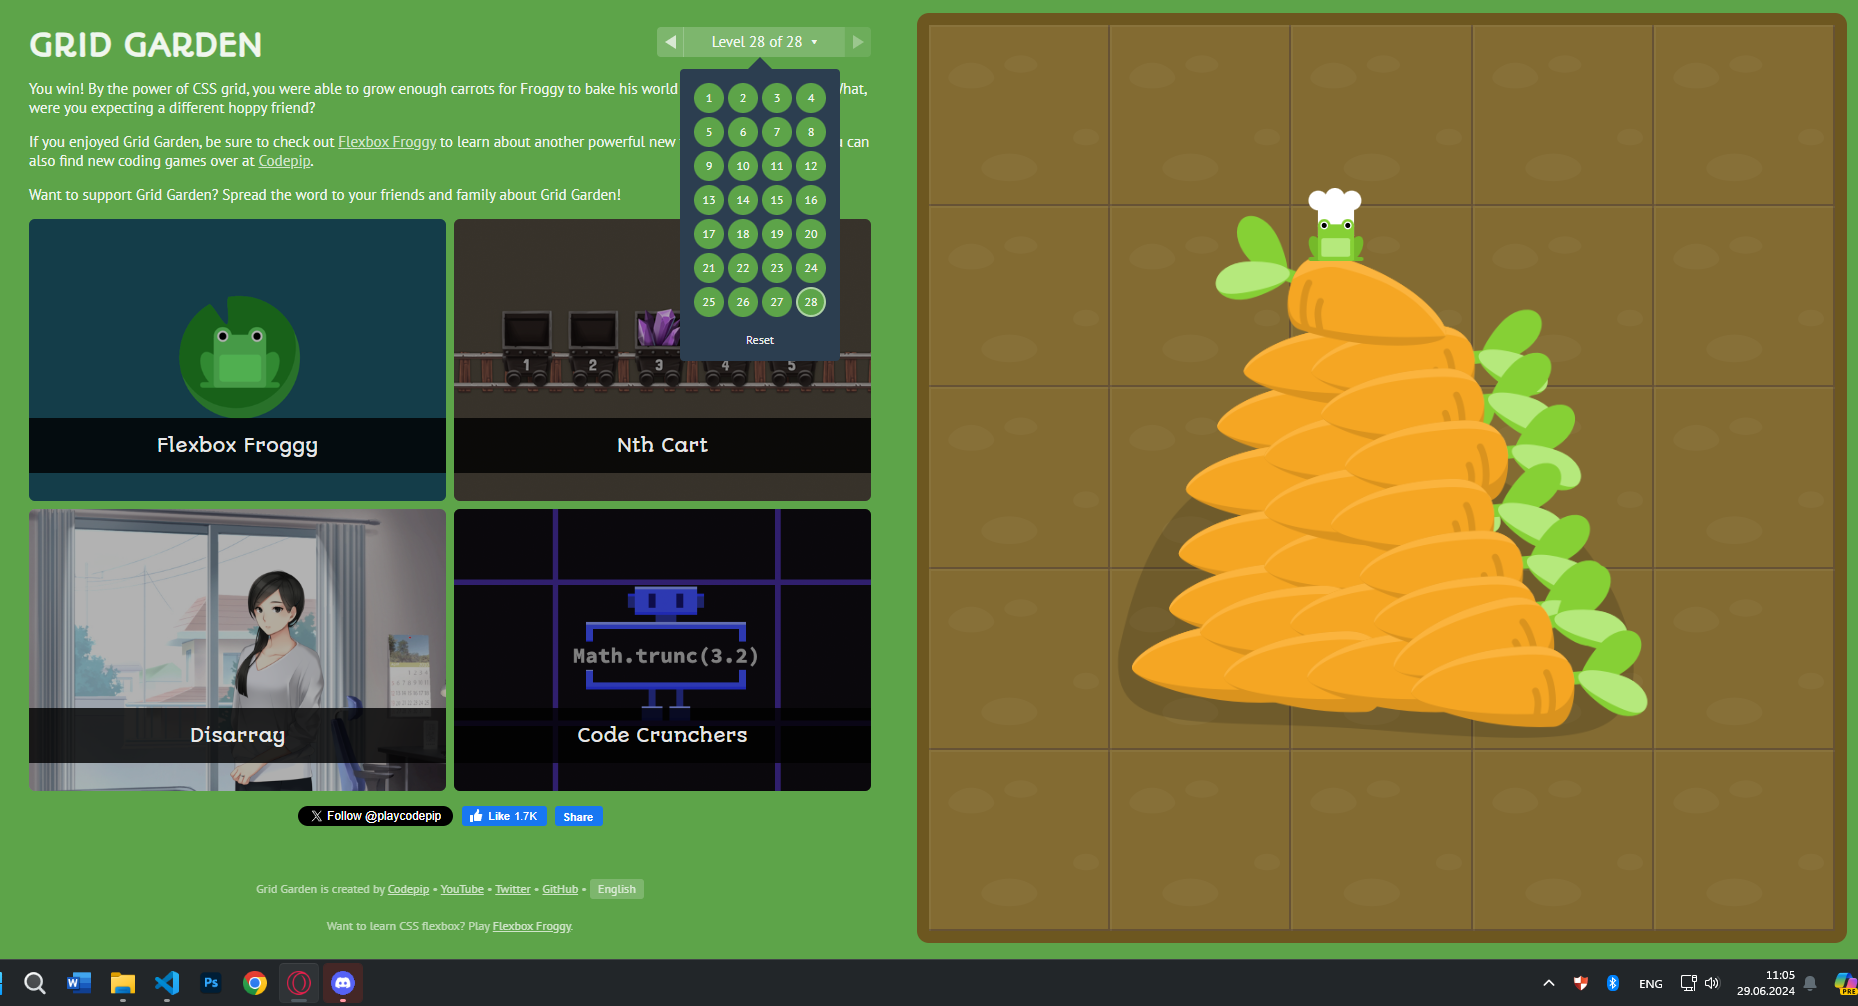 GRID GARDEN
Level 28 of 28
You win! By the power of CSS grid, you were able to grow enough carrots for Froggy to bake his world
were you expecting a different hoppy friend?
If you enjoyed Grid Garden, be sure to check out Flexbox Froggy to learn about another powerful new
can
also find new coding games over at Codepip.
Want to support Grid Garden? Spread the word to your friends and family about Grid Garden!
1 2 3 4
5 6 7 8
9 10 11 12
13 14 15 16
17 18 19 20
21 22 23 24
25 26 27 28
Reset
1 2 3 4 5
Flexbox Froggy
Nth Cart
Math.trunc(3.2)
Disarray
Code Crunchers
Follow @playcodepip
Like 1.7K
Share
Grid Garden is created by Codepip • YouTube • Twitter • GitHub • English
Want to learn CSS flexbox? Play Flexbox Froggy.
W
Ps
ENG
11:05
29.06.2024
PRE